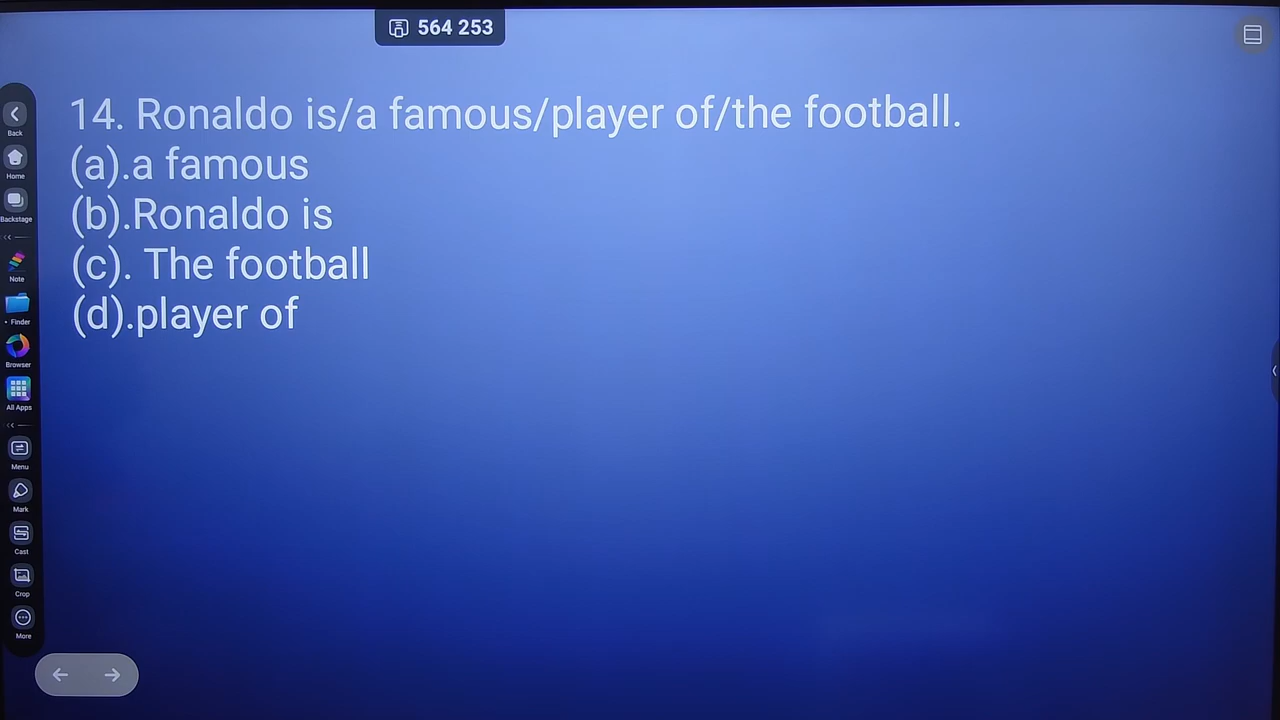 564 253
14. Ronaldo is/a famous/player of/the football.
(a).a famous
(b).Ronaldo is
(c). The football
(d).player of
Back
Home
Backstage
Note
Finder
Browser
All Apps
Menu
Mark
Cast
Crop
More